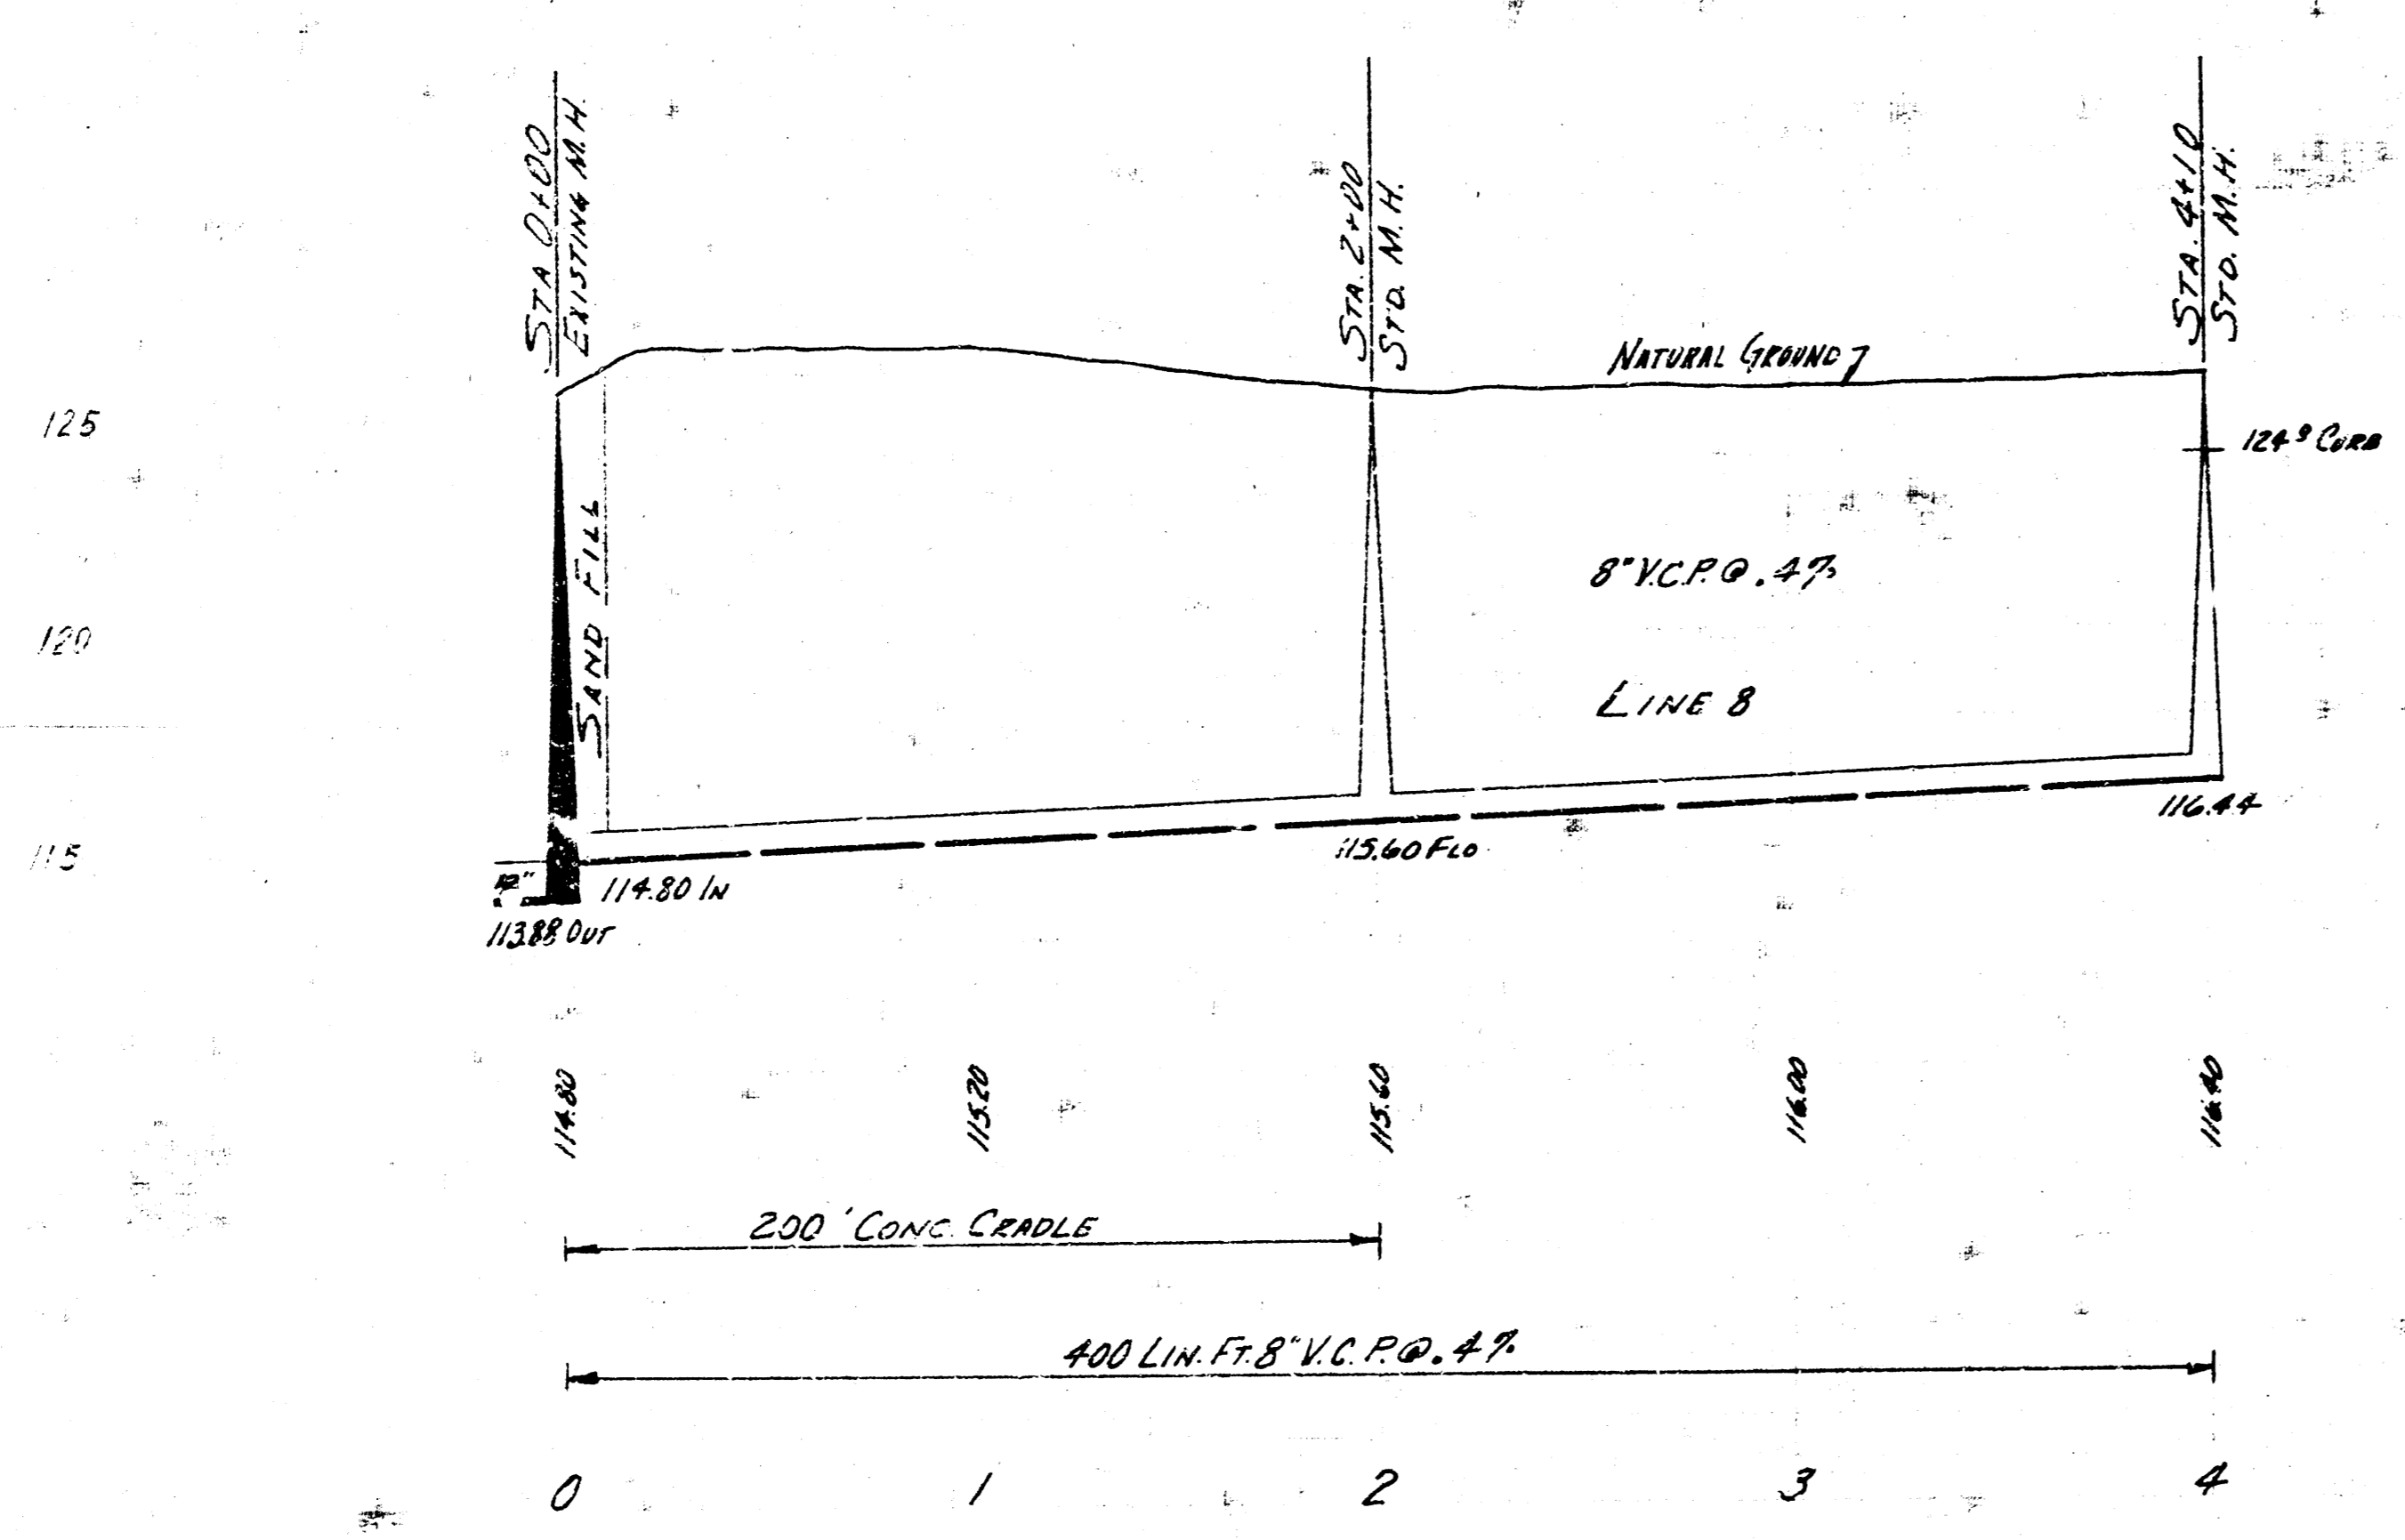 STA 0+00
EXISTING M.H.
STA. 2+00
STD. M.H.
STA. 4+10
STD. M.H.
NATURAL GROUND
125
124.9 CURB
SAND FILL
8" V.C.P. @ .4%
120
LINE 8
116.44
115
115.60 FLO
12"
114.80 IN
113.88 OUT
114.80
115.20
115.60
116.00
116.40
200' CONC. CRADLE
400 LIN. FT. 8" V.C.P. @ .4%
0 1 2 3 4